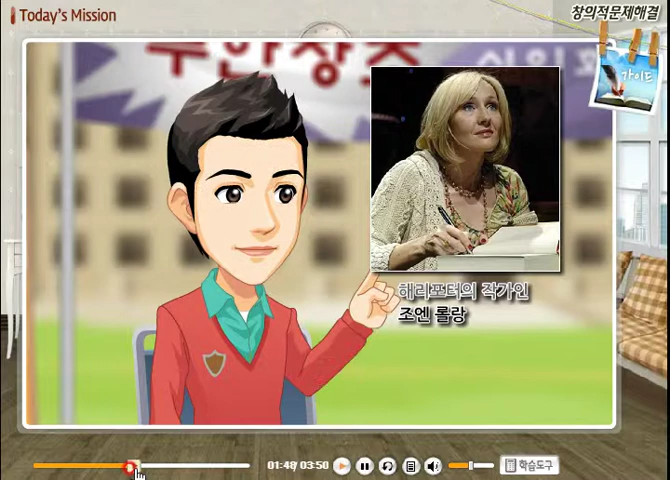 Today's Mission
창의적문제해결
가이드
해리포터의 작가인
조엔 롤랑
01:48/03:50
학습도구